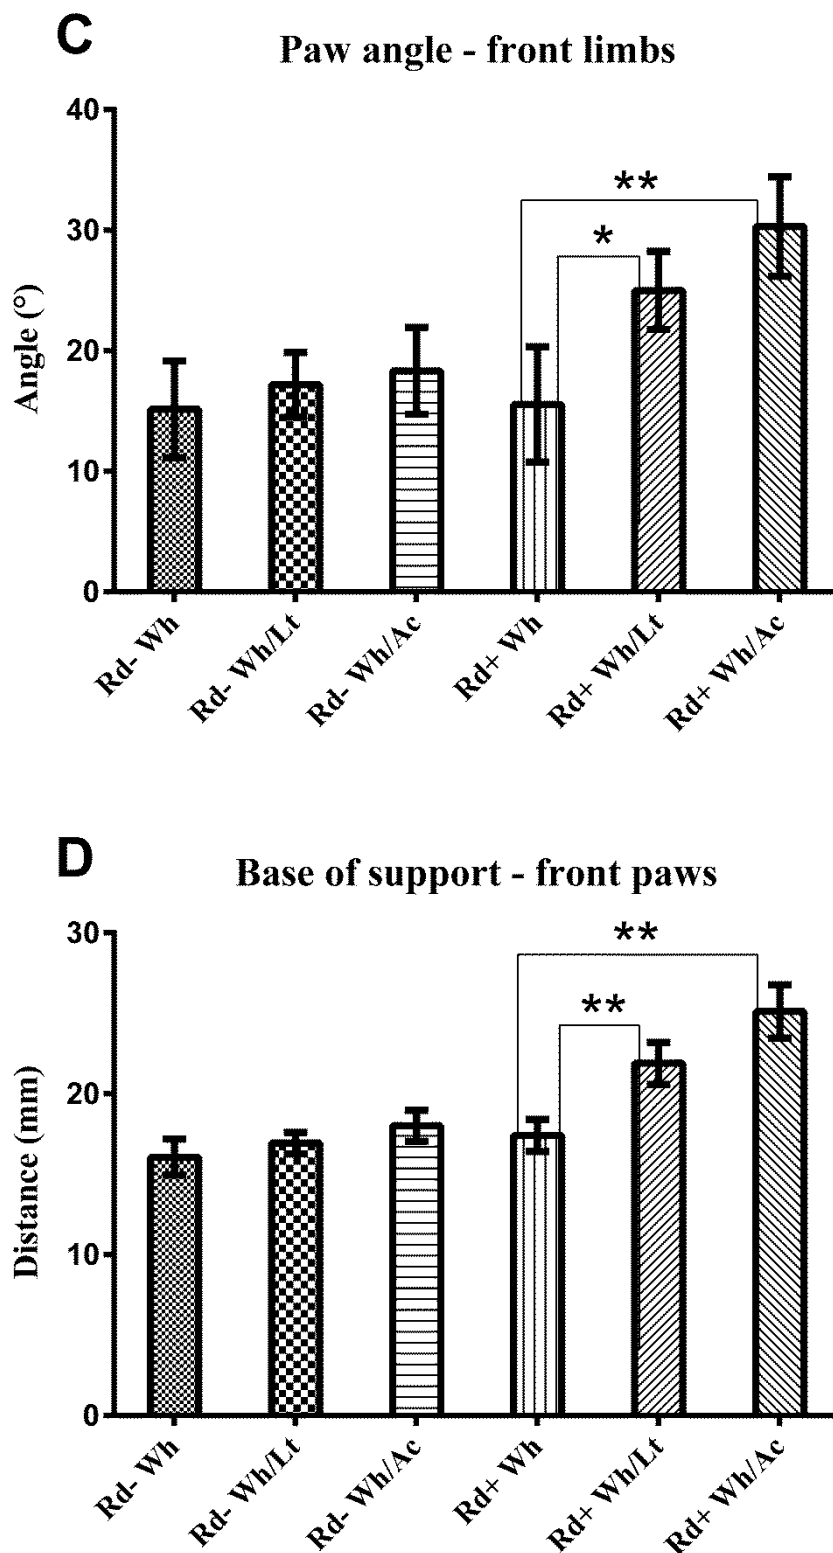 C
Paw angle - front limbs
40
30
20
10
0
Angle (°)
**
*
Rd- Wh
Rd- Wh/Lt
Rd- Wh/Ac
Rd+ Wh
Rd+ Wh/Lt
Rd+ Wh/Ac
D
Base of support - front paws
30
20
10
0
Distance (mm)
**
**
Rd- Wh
Rd- Wh/Lt
Rd- Wh/Ac
Rd+ Wh
Rd+ Wh/Lt
Rd+ Wh/Ac